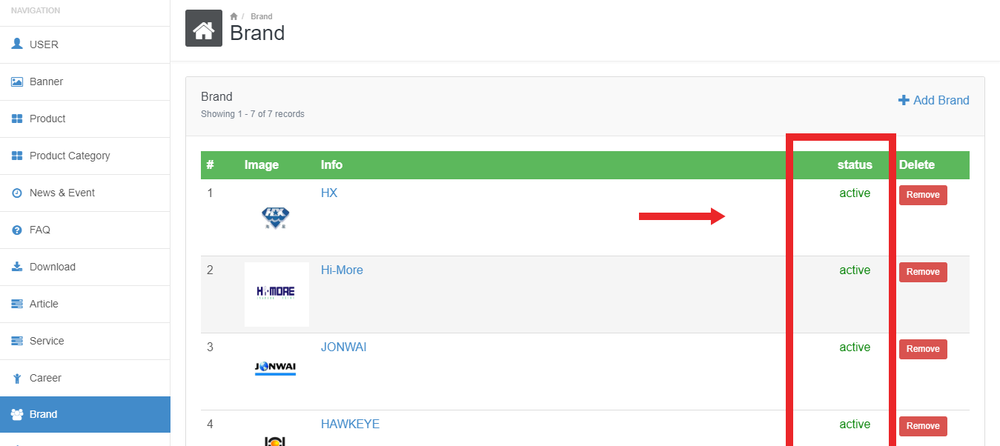 NAVIGATION
USER
Banner
Product
Product Category
News & Event
FAQ
Download
Article
Service
Career
Brand
/ Brand
Brand
Brand
Showing 1 - 7 of 7 records
Add Brand
# Image Info status Delete
1 HX active Remove
HX
2 Hi-More active Remove
HI-MORE
3 JONWAI active Remove
JONWAI
4 HAWKEYE active Remove